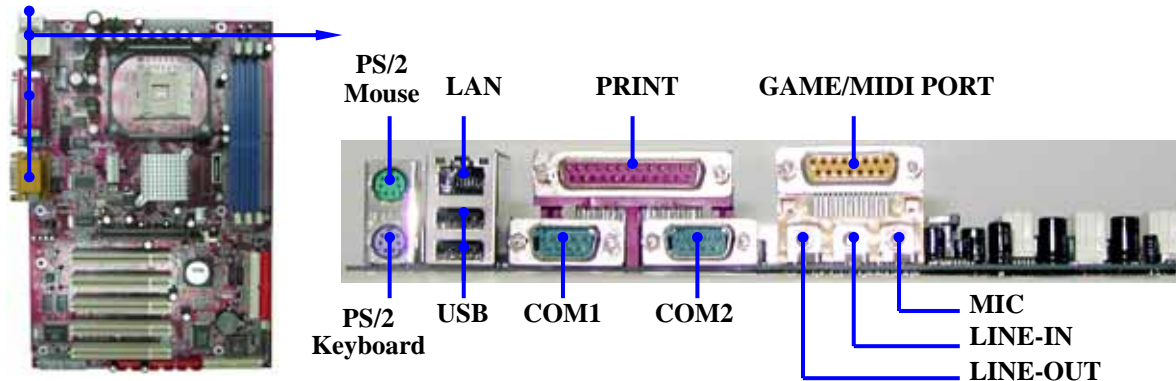 PS/2
Mouse
LAN
PRINT
GAME/MIDI PORT
PS/2
Keyboard
USB
COM1
COM2
MIC
LINE-IN
LINE-OUT